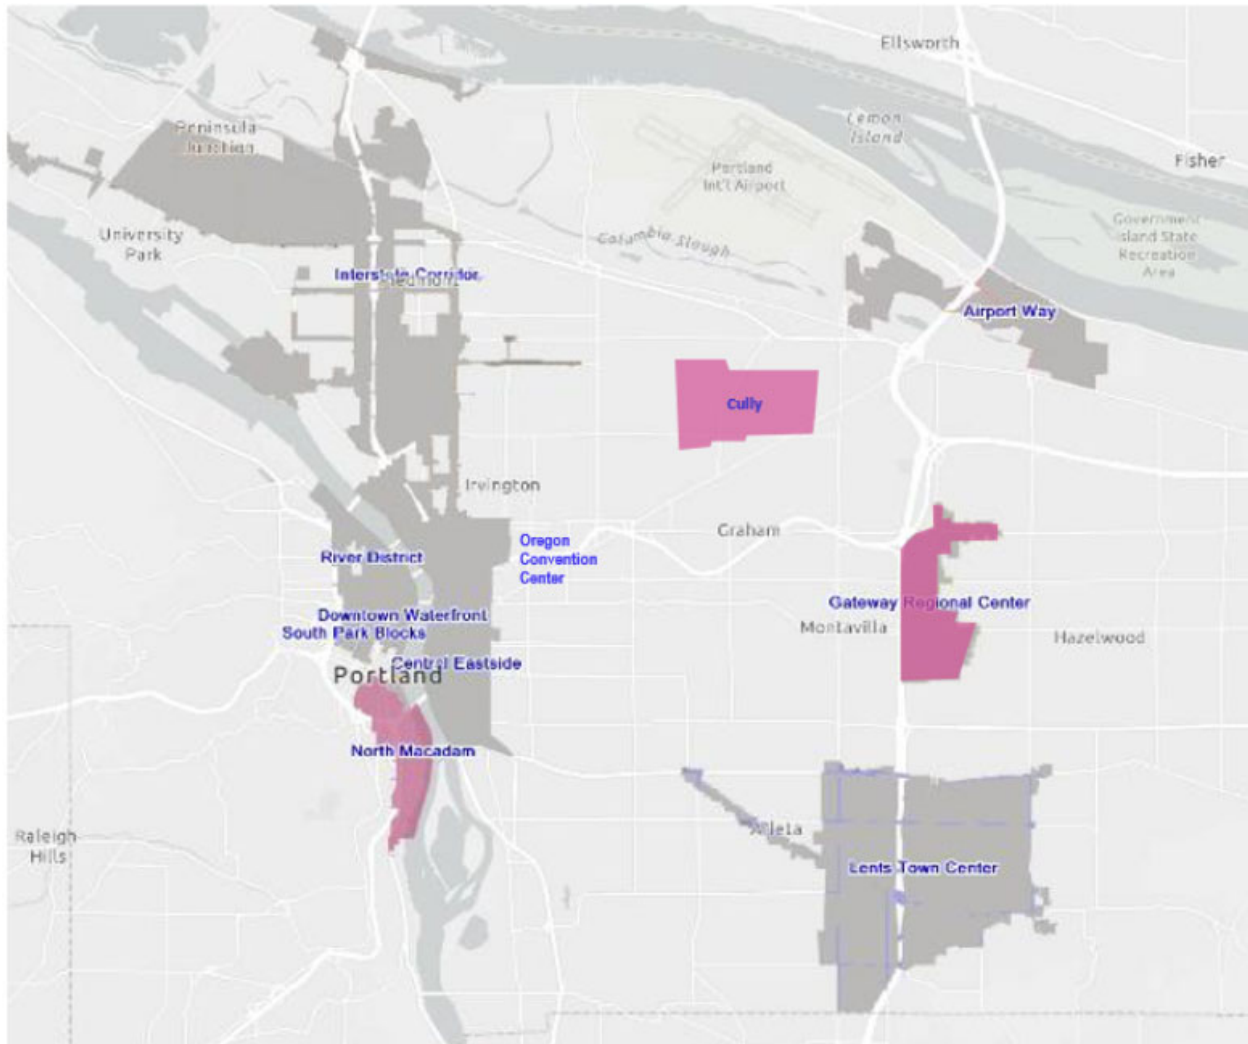 Ellsworth
Lemon
Island
Peninsula
Junction
Fisher
Portland
Int'l Airport
Government
Island State
Recreation
Area
University
Park
Columbia Slough
Interstate Corridor
Piedmont
Airport Way
Cully
Irvington
Graham
Oregon
Convention
Center
River District
Gateway Regional Center
Downtown Waterfront
South Park Blocks
Montavilla
Hazelwood
Central Eastside
Portland
North Macadam
Raleigh
Hills
Arleta
Lents Town Center